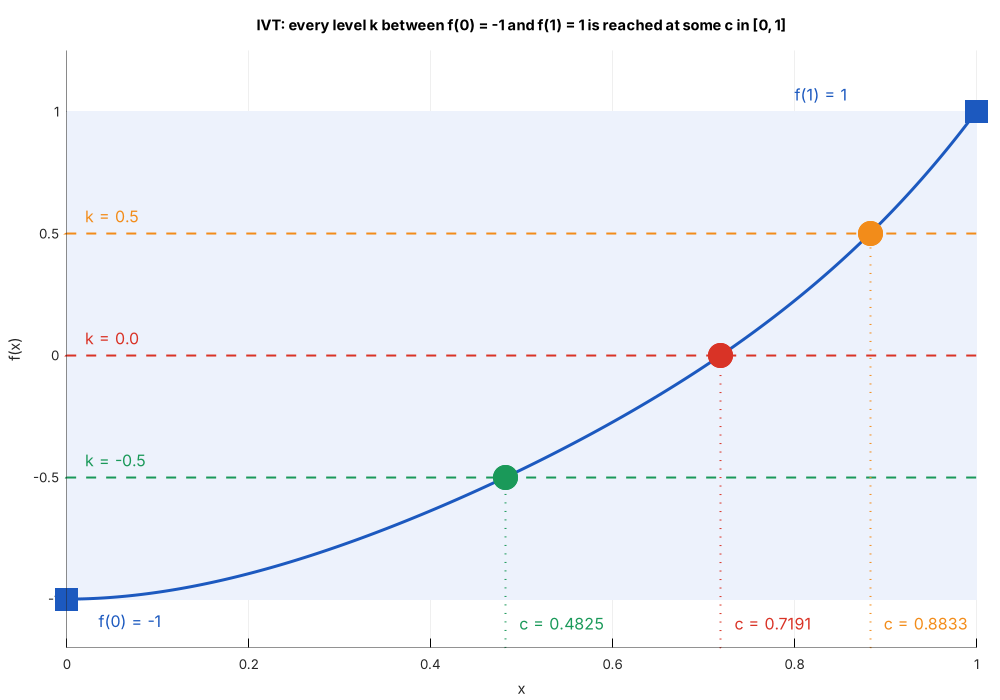 IVT: every level k between f(0) = -1 and f(1) = 1 is reached at some c in [0, 1]
f(1) = 1
1
k = 0.5
0.5
k = 0.0
0
f(x)
k = -0.5
-0.5
f(0) = -1
c = 0.4825
c = 0.7191
c = 0.8833
0
0.2
0.4
0.6
0.8
1
x